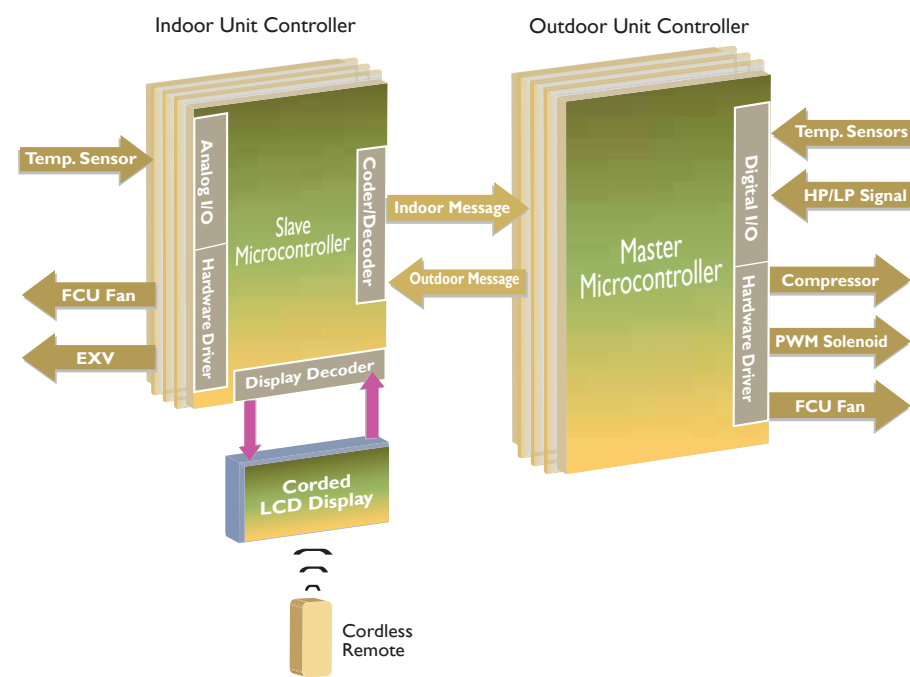 Indoor Unit Controller
Outdoor Unit Controller
Temp. Sensor
Analog I/O
Hardware Driver
FCU Fan
EXV
Slave
Microcontroller
Coder/Decoder
Display Decoder
Indoor Message
Outdoor Message
Master
Microcontroller
Digital I/O
Hardware Driver
Temp. Sensors
HP/LP Signal
Compressor
PWM Solenoid
FCU Fan
Corded
LCD Display
Cordless
Remote